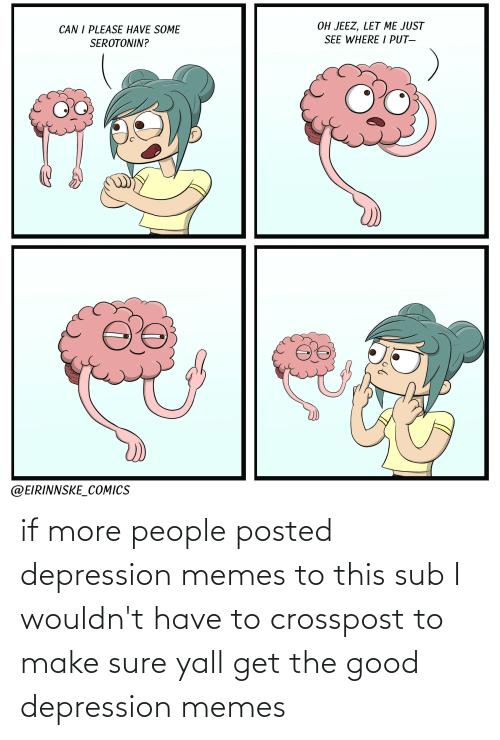 CAN I PLEASE HAVE SOME
SEROTONIN?
OH JEEZ, LET ME JUST
SEE WHERE I PUT—
@EIRINNSKE_COMICS
if more people posted
depression memes to this sub I
wouldn't have to crosspost to
make sure yall get the good
depression memes